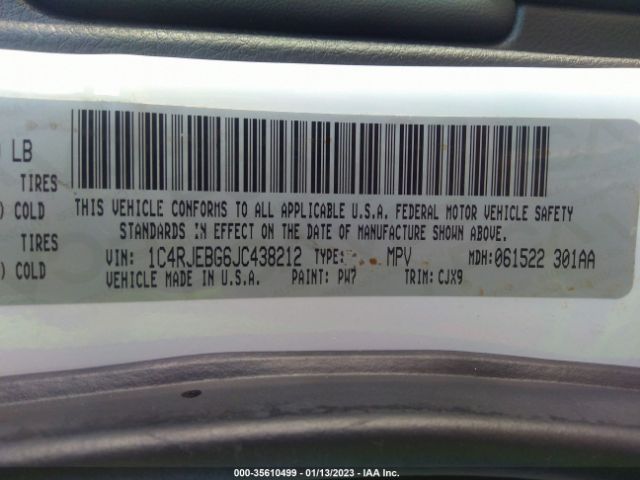 LB
TIRES
) COLD
TIRES
) COLD
THIS VEHICLE CONFORMS TO ALL APPLICABLE U.S.A. FEDERAL MOTOR VEHICLE SAFETY
STANDARDS IN EFFECT ON THE DATE OF MANUFACTURE SHOWN ABOVE.
VIN: 1C4RJEBG6JC438212 TYPE: MPV MDH:061522 301AA
VEHICLE MADE IN U.S.A. PAINT: PW7 TRIM: CJX9
000-35610499 - 01/13/2023 - IAA Inc.